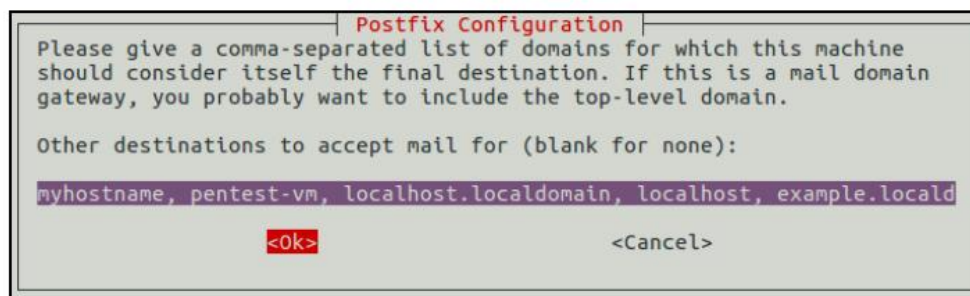 Postfix Configuration
Please give a comma-separated list of domains for which this machine
should consider itself the final destination. If this is a mail domain
gateway, you probably want to include the top-level domain.
Other destinations to accept mail for (blank for none):
myhostname, pentest-vm, localhost.localdomain, localhost, example.locald
<Ok> <Cancel>